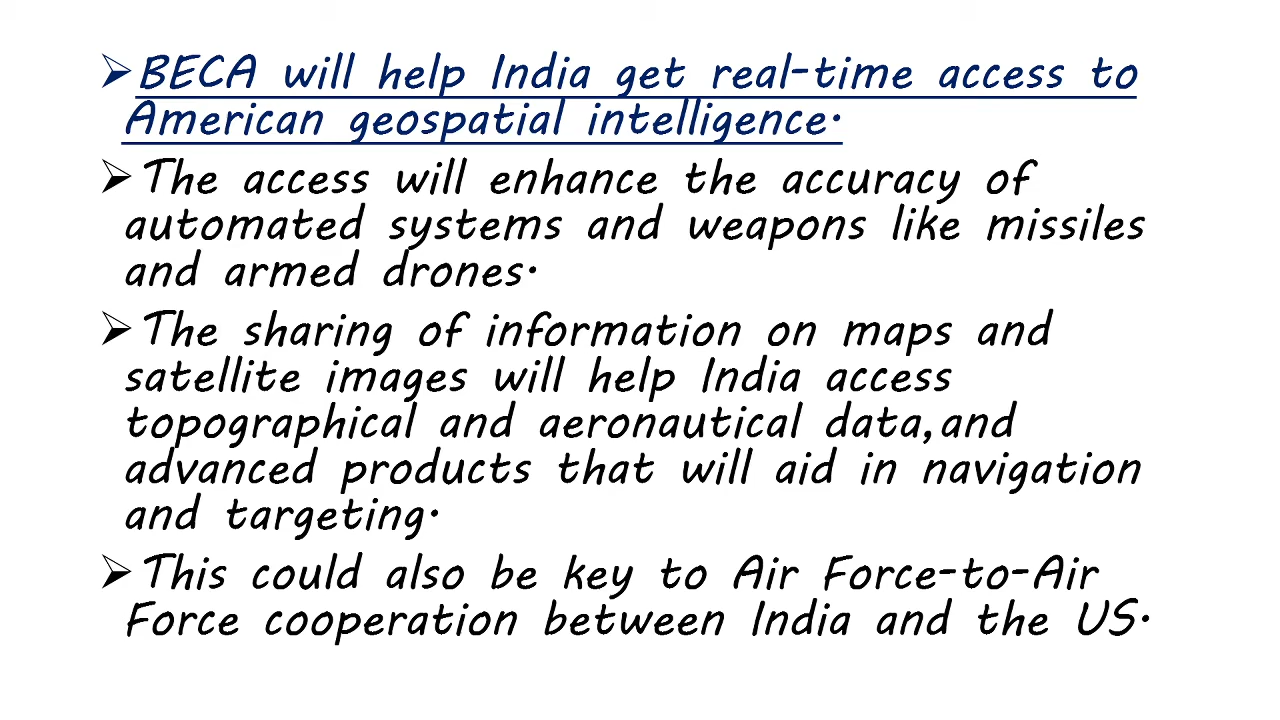 ➢BECA will help India get real-time access to
American geospatial intelligence.
➢The access will enhance the accuracy of
automated systems and weapons like missiles
and armed drones.
➢The sharing of information on maps and
satellite images will help India access
topographical and aeronautical data,and
advanced products that will aid in navigation
and targeting.
➢This could also be key to Air Force-to-Air
Force cooperation between India and the US.